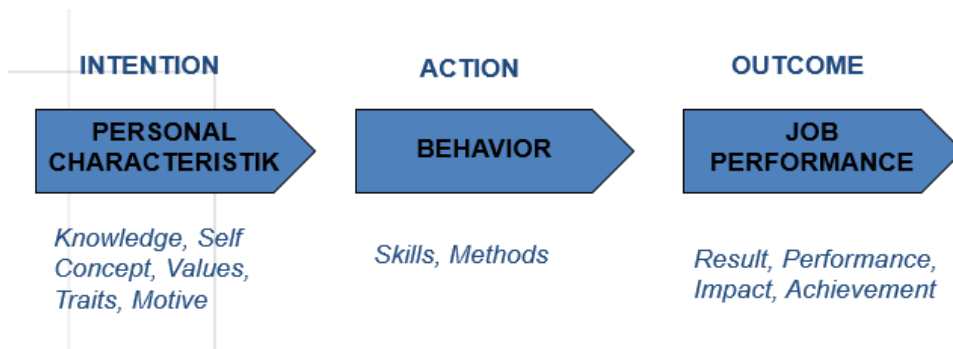 INTENTION
ACTION
OUTCOME
PERSONAL
CHARACTERISTIK
BEHAVIOR
JOB
PERFORMANCE
Knowledge, Self
Concept, Values,
Traits, Motive
Skills, Methods
Result, Performance,
Impact, Achievement